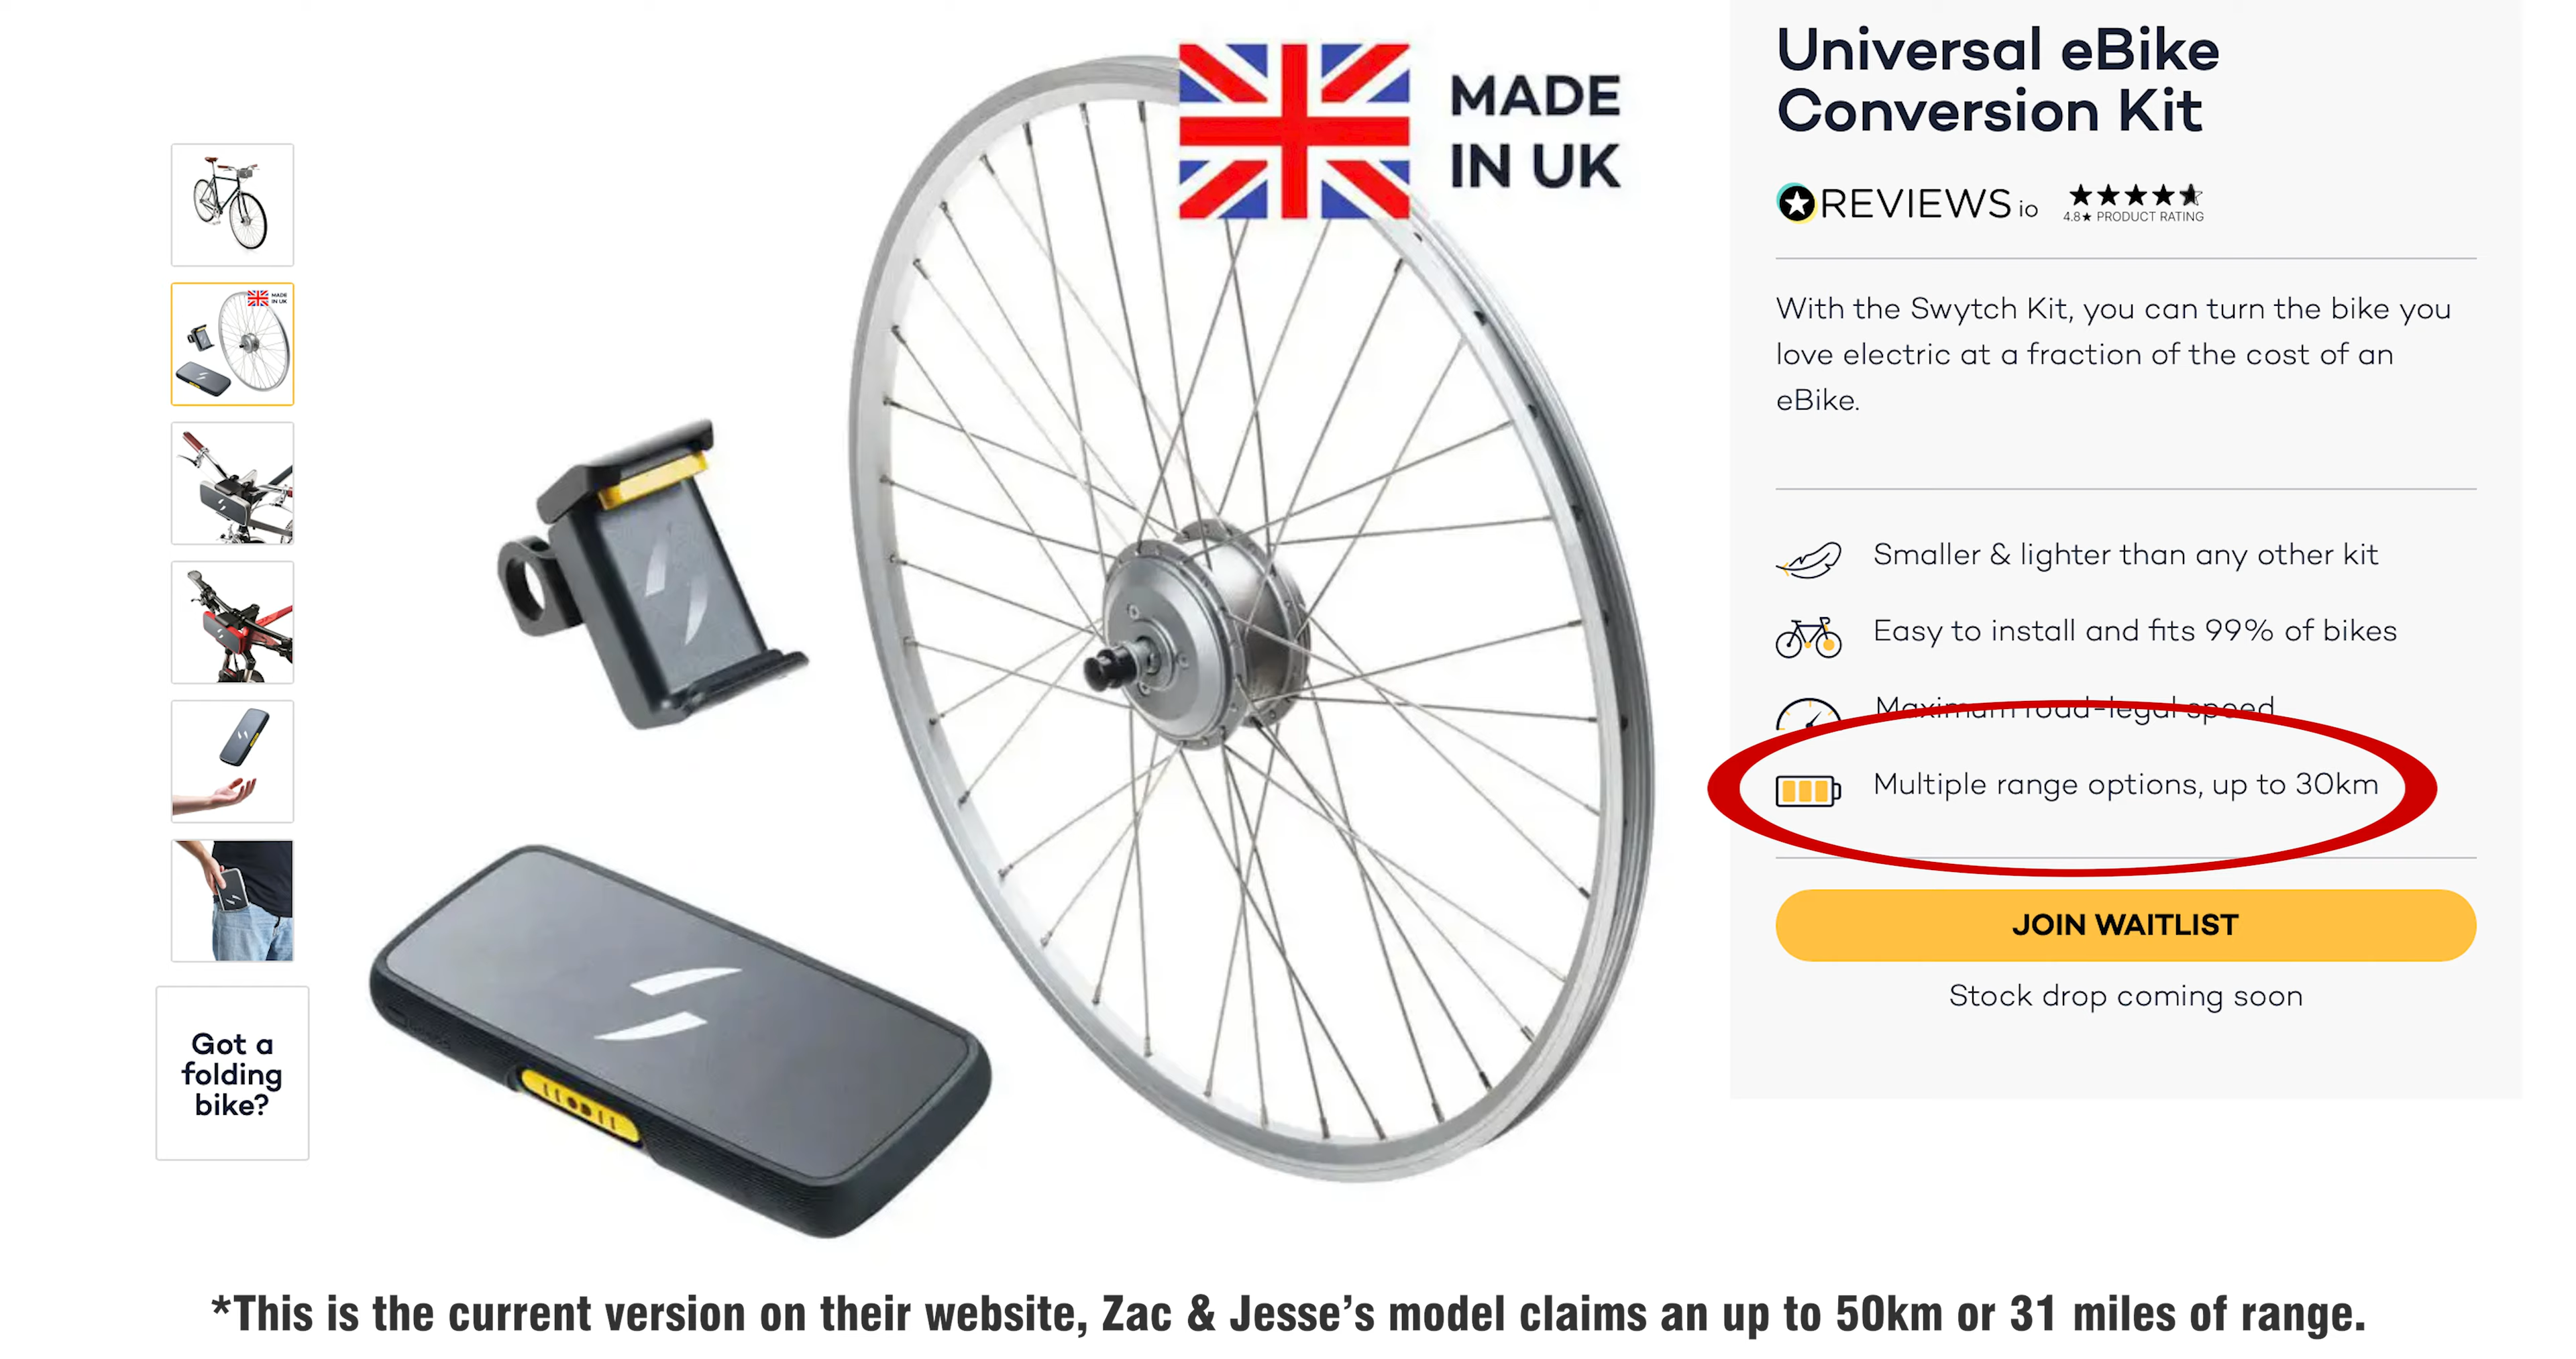 MADE
IN UK
MADE
IN UK
Got a
folding
bike?
Universal eBike
Conversion Kit
REVIEWS io
4.8★ PRODUCT RATING
With the Swytch Kit, you can turn the bike you
love electric at a fraction of the cost of an
eBike.
Smaller & lighter than any other kit
Easy to install and fits 99% of bikes
Maximum road-legal speed
Multiple range options, up to 30km
JOIN WAITLIST
Stock drop coming soon
*This is the current version on their website, Zac & Jesse’s model claims an up to 50km or 31 miles of range.